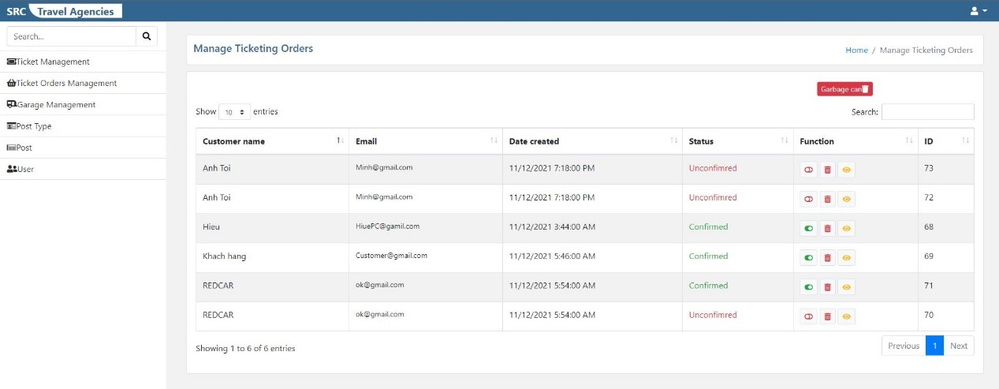 SRC Travel Agencies
Search...
Ticket Management
Ticket Orders Management
Garage Management
Post Type
Post
User
Manage Ticketing Orders
Home / Manage Ticketing Orders
Garbage can
Show 10 entries
Search:
Customer name Email Date created Status Function ID
Anh Toi Minh@gmail.com 11/12/2021 7:18:00 PM Unconfimred 73
Anh Toi Minh@gmail.com 11/12/2021 7:18:00 PM Unconfimred 72
Hieu HiuePC@gamil.com 11/12/2021 3:44:00 AM Confirmed 68
Khach hang Customer@gmail.com 11/12/2021 5:46:00 AM Confirmed 69
REDCAR ok@gmail.com 11/12/2021 5:54:00 AM Confirmed 71
REDCAR ok@gmail.com 11/12/2021 5:54:00 AM Unconfimred 70
Showing 1 to 6 of 6 entries
Previous 1 Next